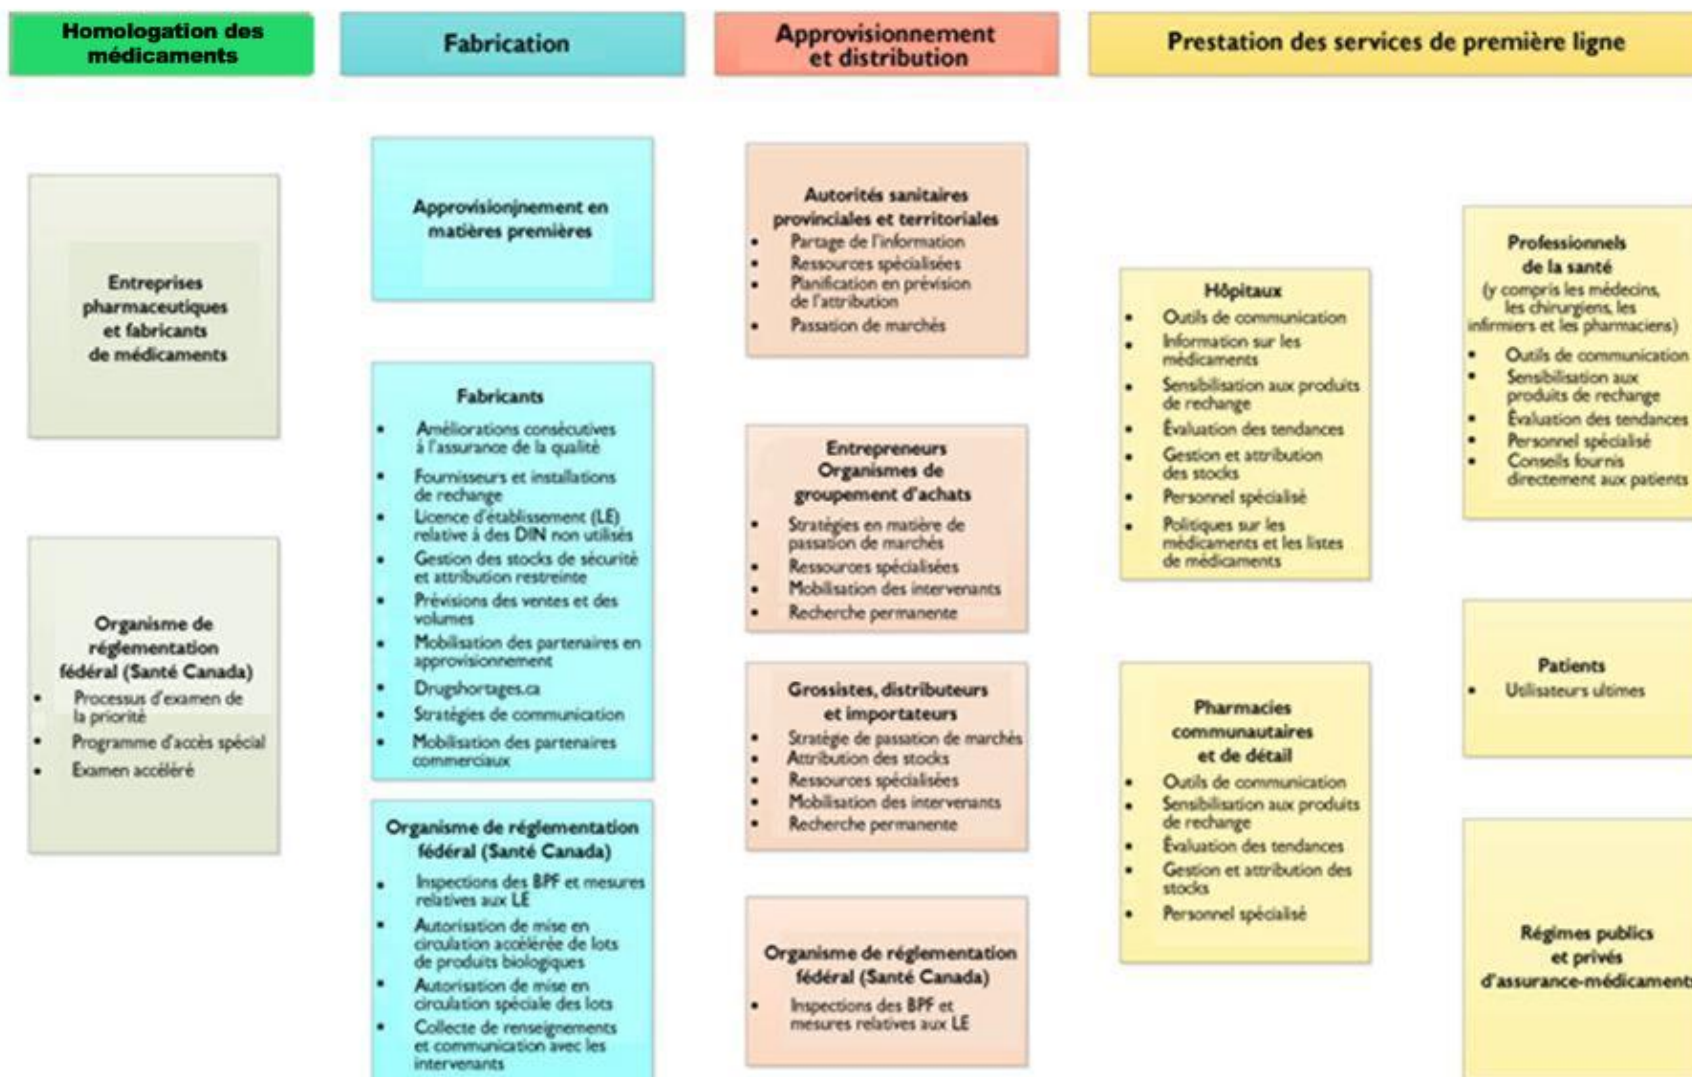 Homologation des
médicaments
Fabrication
Approvisionnement
et distribution
Prestation des services de première ligne
Entreprises
pharmaceutiques
et fabricants
de médicaments
Organisme de
réglementation
fédéral (Santé Canada)
• Processus d'examen de
la priorité
• Programme d'accès spécial
• Examen accéléré
Approvisionjnement en
matières premières
Fabricants
• Améliorations consécutives
à l'assurance de la qualité
• Fournisseurs et installations
de rechange
• Licence d'établissement (LE)
relative à des DIN non utilisés
• Gestion des stocks de sécurité
et attribution restreinte
• Prévisions des ventes et des
volumes
• Mobilisation des partenaires en
approvisionnement
• Drugshortages.ca
• Stratégies de communication
• Mobilisation des partenaires
commerciaux
Organisme de réglementation
fédéral (Santé Canada)
• Inspections des BPF et mesures
relatives aux LE
• Autorisation de mise en
circulation accélérée de lots
de produits biologiques
• Autorisation de mise en
circulation spéciale des lots
• Collecte de renseignements
et communication avec les
intervenants
Autorités sanitaires
provinciales et territoriales
• Partage de l'information
• Ressources spécialisées
• Planification en prévision
de l'attribution
• Passation de marchés
Entrepreneurs
Organismes de
groupement d'achats
• Stratégies en matière de
passation de marchés
• Ressources spécialisées
• Mobilisation des intervenants
• Recherche permanente
Grossistes, distributeurs
et importateurs
• Stratégie de passation de marchés
• Attribution des stocks
• Ressources spécialisées
• Mobilisation des intervenants
• Recherche permanente
Organisme de réglementation
fédéral (Santé Canada)
• Inspections des BPF et
mesures relatives aux LE
Hôpitaux
• Outils de communication
• Information sur les
médicaments
• Sensibilisation aux produits
de rechange
• Évaluation des tendances
• Gestion et attribution
des stocks
• Personnel spécialisé
• Politiques sur les
médicaments et les listes
de médicaments
Pharmacies
communautaires
et de détail
• Outils de communication
• Sensibilisation aux produits
de rechange
• Évaluation des tendances
• Gestion et attribution des
stocks
• Personnel spécialisé
Professionnels
de la santé
(y compris les médecins,
les chirurgiens, les
infirmiers et les pharmaciens)
• Outils de communication
• Sensibilisation aux
produits de rechange
• Évaluation des tendances
• Personnel spécialisé
• Conseils fournis
directement aux patients
Patients
• Utilisateurs ultimes
Régimes publics
et privés
d'assurance-médicaments